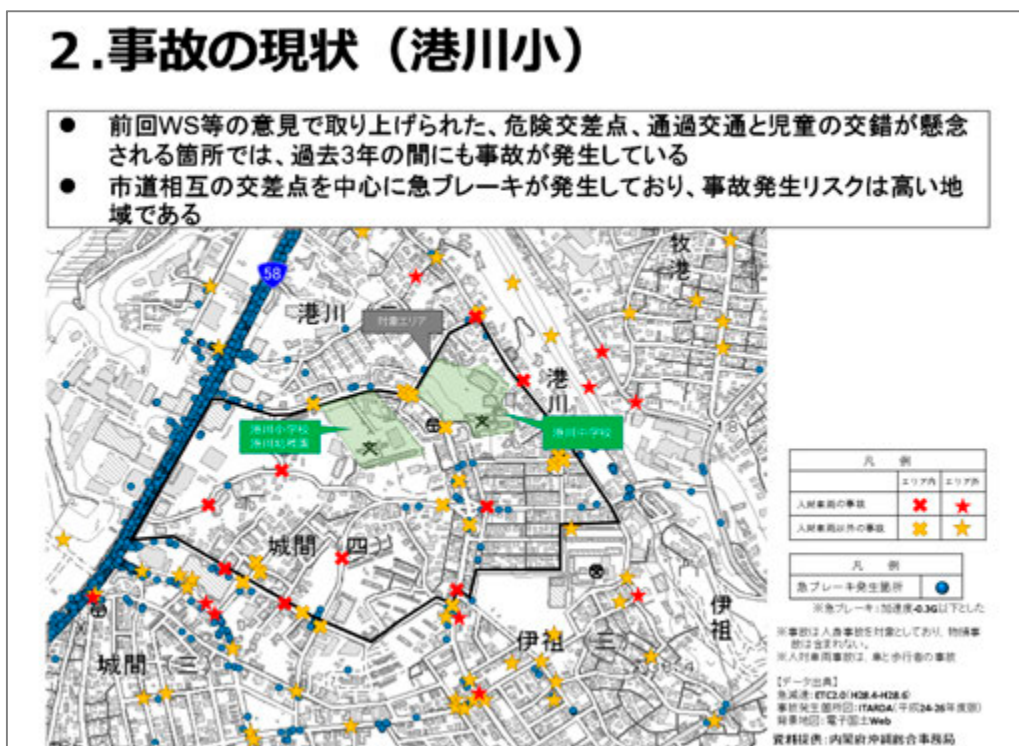 ２.事故の現状（港川小）
● 前回WS等の意見で取り上げられた、危険交差点、通過交通と児童の交錯が懸念
される箇所では、過去3年の間にも事故が発生している
● 市道相互の交差点を中心に急ブレーキが発生しており、事故発生リスクは高い地
域である
58
牧港
港川
対象エリア
港川
港川小学校
港川幼稚園
港川中学校
城間 四
城間 三
伊祖 三
伊祖
凡 例
エリア内 エリア外
人対車両の事故
人対車両以外の事故
凡 例
急ブレーキ発生箇所
※急ブレーキ：加速度-0.3G以下とした
※事故は人身事故を対象としており、物損事
故は含まれない。
※人対車両事故は、車と歩行者の事故
【データ出典】
急減速：ETC2.0（H28.4-H28.6）
事故発生箇所図：ITARDA（平成24-26年度版）
背景地図：電子国土Web
資料提供：内閣府沖縄総合事務局